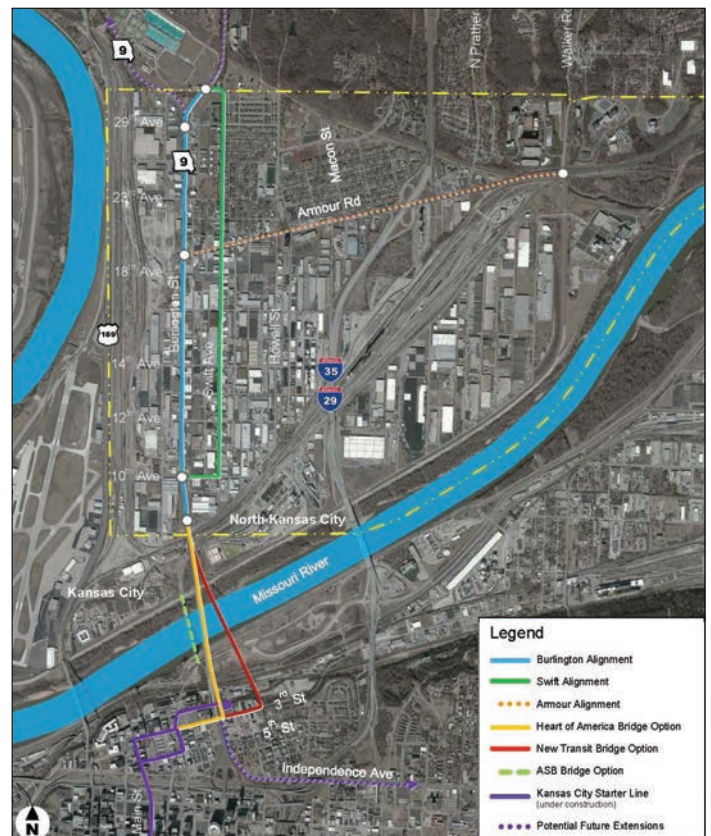 9
N Prather
Walker Rd
29th Ave
9
Macon St
23rd Ave
Armour Rd
18th Ave
Burlington St
169
Swift Ave
Howell St
14th Ave
INTERSTATE
35
INTERSTATE
29
12th Ave
10th Ave
North Kansas City
Kansas City
Missouri River
3rd St
5th St
Independence Ave
Main St
N
Legend
Burlington Alignment
Swift Alignment
Armour Alignment
Heart of America Bridge Option
New Transit Bridge Option
ASB Bridge Option
Kansas City Starter Line
(under construction)
Potential Future Extensions